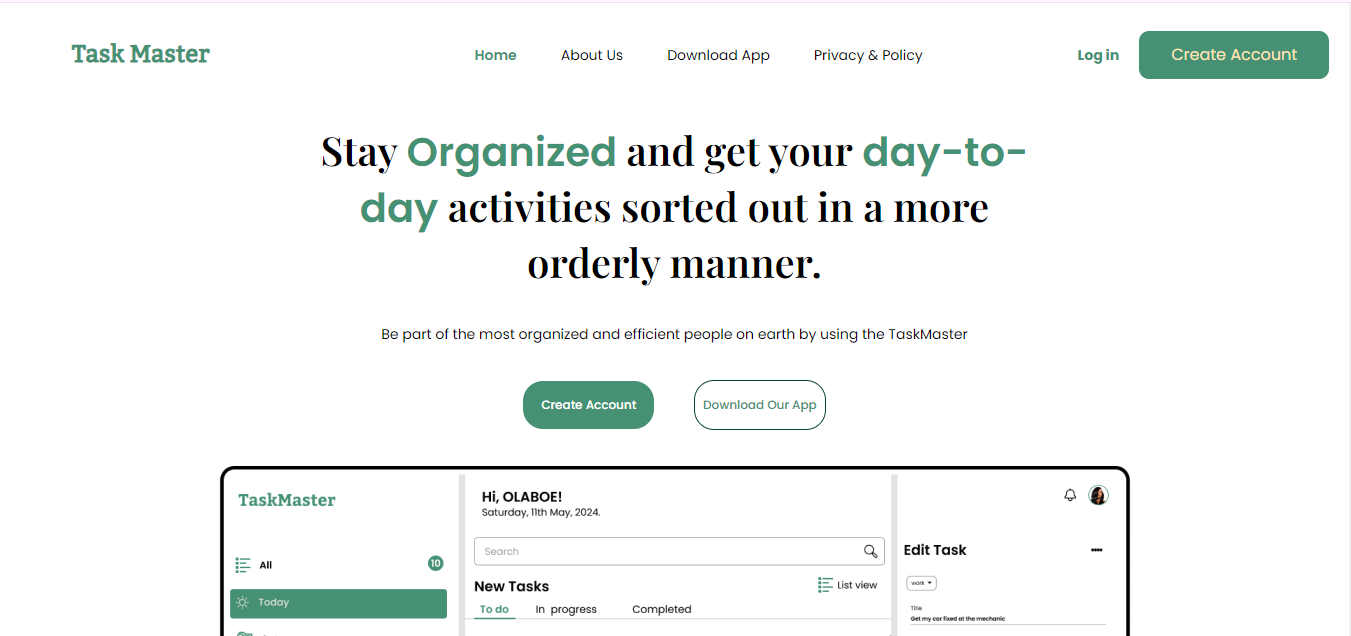 Task Master
Home About Us Download App Privacy & Policy Log in Create Account
Stay Organized and get your day-to-
day activities sorted out in a more
orderly manner.
Be part of the most organized and efficient people on earth by using the TaskMaster
Create Account Download Our App
TaskMaster
All 10
Today
Hi, OLABOE!
Saturday, 11th May, 2024.
Search
New Tasks List view
To do In progress Completed
Edit Task
work
Title
Get my car fixed at the mechanic